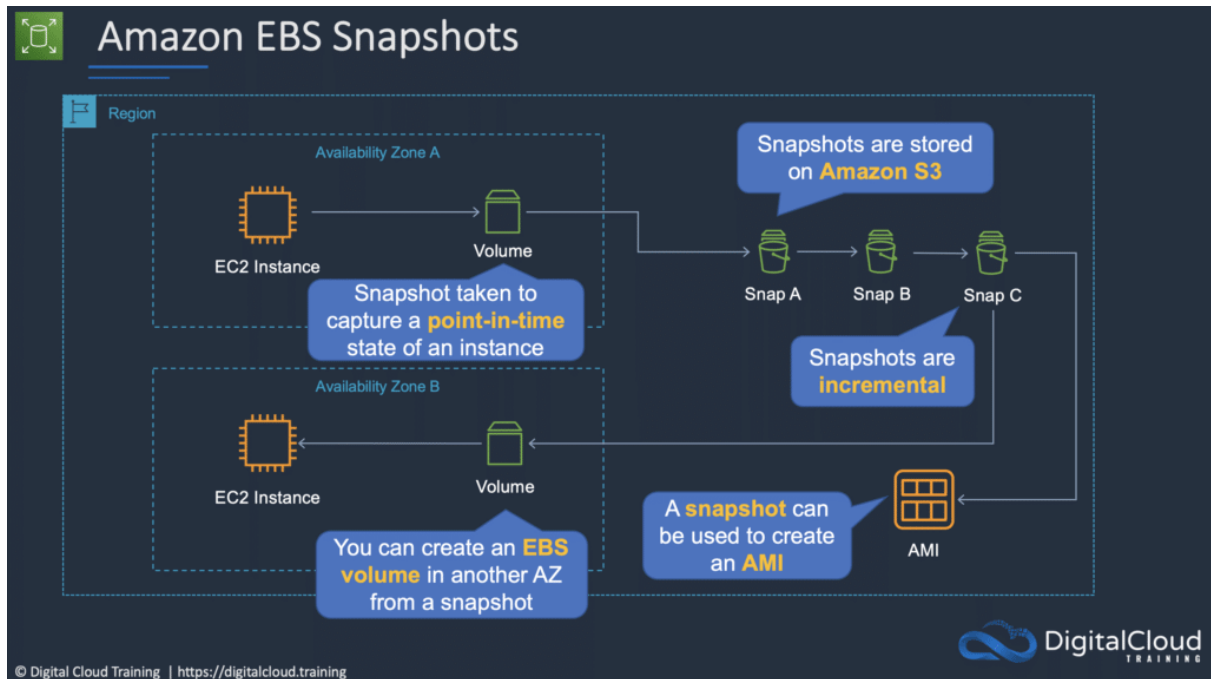 Amazon EBS Snapshots
Region
Availability Zone A
EC2 Instance
Volume
Snapshot taken to
capture a point-in-time
state of an instance
Snapshots are stored
on Amazon S3
Snap A
Snap B
Snap C
Snapshots are
incremental
Availability Zone B
EC2 Instance
Volume
You can create an EBS
volume in another AZ
from a snapshot
A snapshot can
be used to create
an AMI
AMI
DigitalCloud
TRAINING
© Digital Cloud Training | https://digitalcloud.training